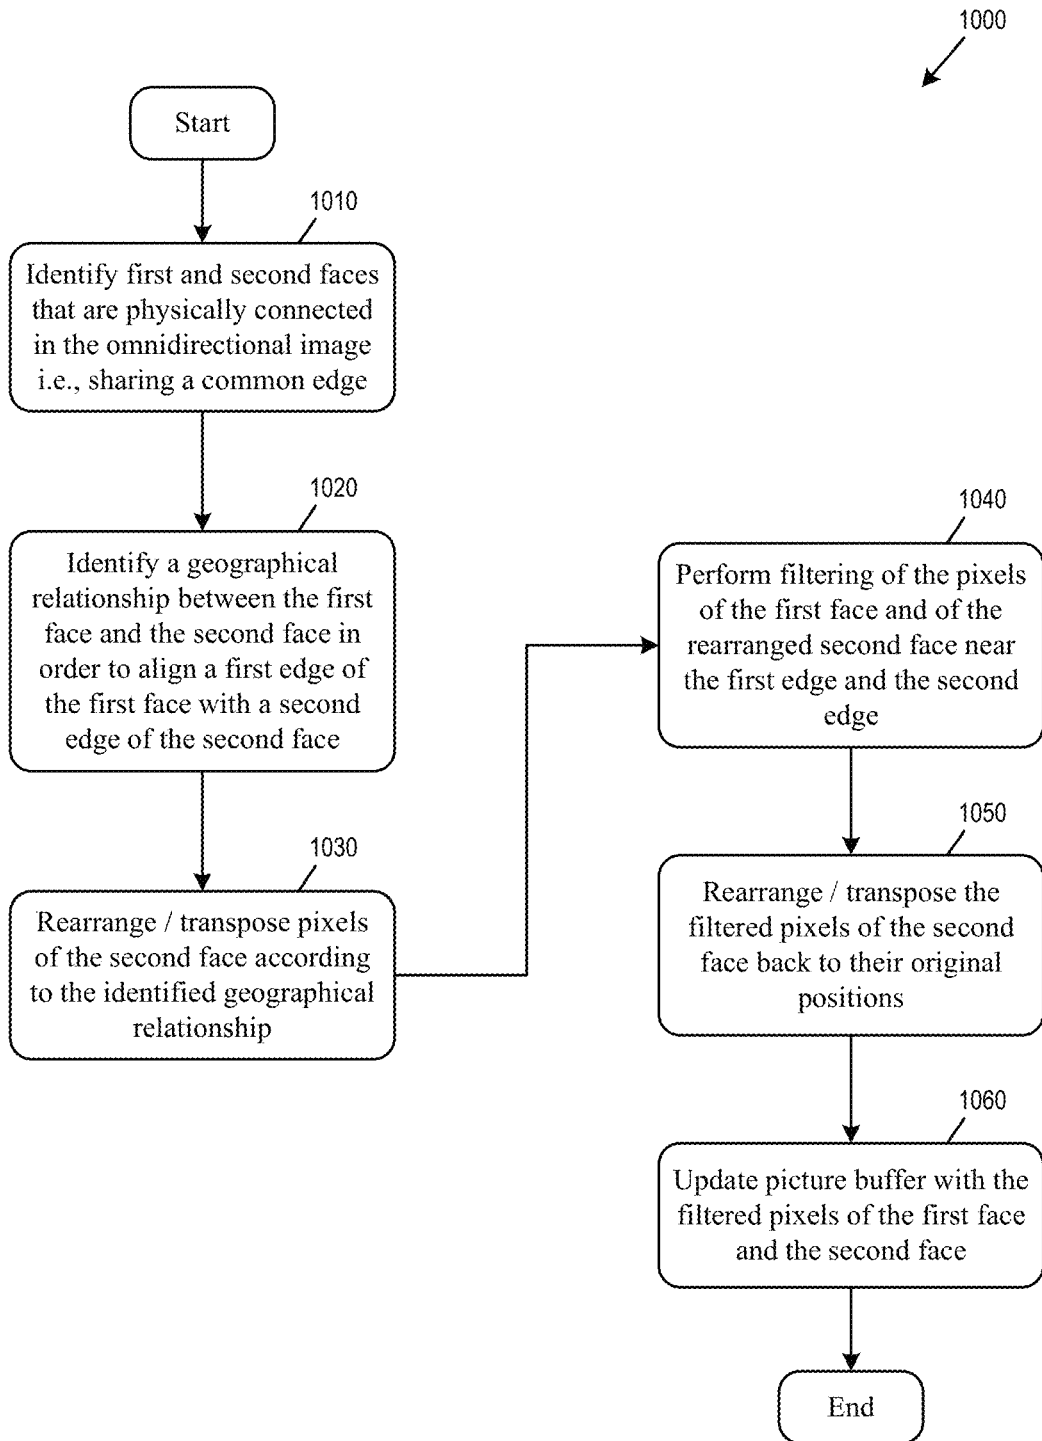 1000
Start
1010
Identify first and second faces
that are physically connected
in the omnidirectional image
i.e., sharing a common edge
1020
Identify a geographical
relationship between the first
face and the second face in
order to align a first edge of
the first face with a second
edge of the second face
1030
Rearrange / transpose pixels
of the second face according
to the identified geographical
relationship
1040
Perform filtering of the pixels
of the first face and of the
rearranged second face near
the first edge and the second
edge
1050
Rearrange / transpose the
filtered pixels of the second
face back to their original
positions
1060
Update picture buffer with the
filtered pixels of the first face
and the second face
End